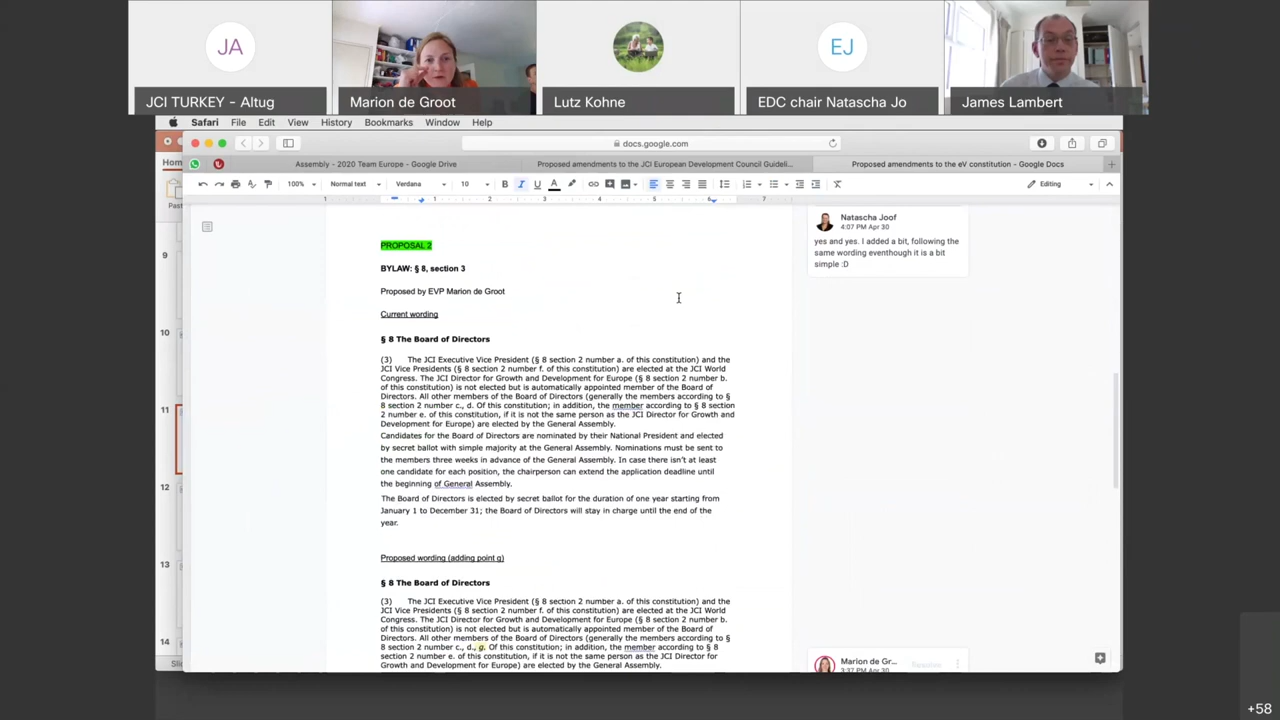 JA
EJ
JCI TURKEY - Altug
Marion de Groot
Lutz Kohne
EDC chair Natascha Jo
James Lambert
Safari File Edit View History Bookmarks Window Help
docs.google.com
Assembly - 2020 Team Europe - Google Drive
Proposed amendments to the JCI European Development Council Guideli...
Proposed amendments to the eV constitution - Google Docs
100% Normal text Verdana 10 B I U A Editing
1 1 2 3 4 5 6 7
9
10
11
12
13
14
PROPOSAL 2
BYLAW: § 8, section 3
Proposed by EVP Marion de Groot
Current wording
§ 8 The Board of Directors
(3) The JCI Executive Vice President (§ 8 section 2 number a. of this constitution) and the
JCI Vice Presidents (§ 8 section 2 number f. of this constitution) are elected at the JCI World
Congress. The JCI Director for Growth and Development for Europe (§ 8 section 2 number b.
of this constitution) is not elected but is automatically appointed member of the Board of
Directors. All other members of the Board of Directors (generally the members according to §
8 section 2 number c., d. Of this constitution; in addition, the member according to § 8 section
2 number e. of this constitution, if it is not the same person as the JCI Director for Growth and
Development for Europe) are elected by the General Assembly.
Candidates for the Board of Directors are nominated by their National President and elected
by secret ballot with simple majority at the General Assembly. Nominations must be sent to
the members three weeks in advance of the General Assembly. In case there isn't at least
one candidate for each position, the chairperson can extend the application deadline until
the beginning of General Assembly.
The Board of Directors is elected by secret ballot for the duration of one year starting from
January 1 to December 31; the Board of Directors will stay in charge until the end of the
year.
Proposed wording (adding point g)
§ 8 The Board of Directors
(3) The JCI Executive Vice President (§ 8 section 2 number a. of this constitution) and the
JCI Vice Presidents (§ 8 section 2 number f. of this constitution) are elected at the JCI World
Congress. The JCI Director for Growth and Development for Europe (§ 8 section 2 number b.
of this constitution) is not elected but is automatically appointed member of the Board of
Directors. All other members of the Board of Directors (generally the members according to §
8 section 2 number c., d., g. Of this constitution; in addition, the member according to § 8
section 2 number e. of this constitution, if it is not the same person as the JCI Director for
Growth and Development for Europe) are elected by the General Assembly.
Natascha Joof
4:07 PM Apr 30
yes and yes. I added a bit, following the
same wording eventhough it is a bit
simple :D
Marion de Gr...
Resolve
3:37 PM Apr 30
+58